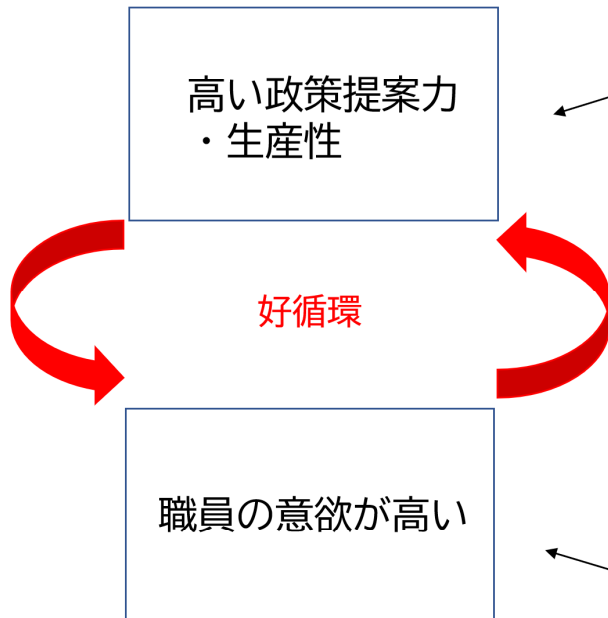 高い政策提案力
・生産性
好循環
職員の意欲が高い